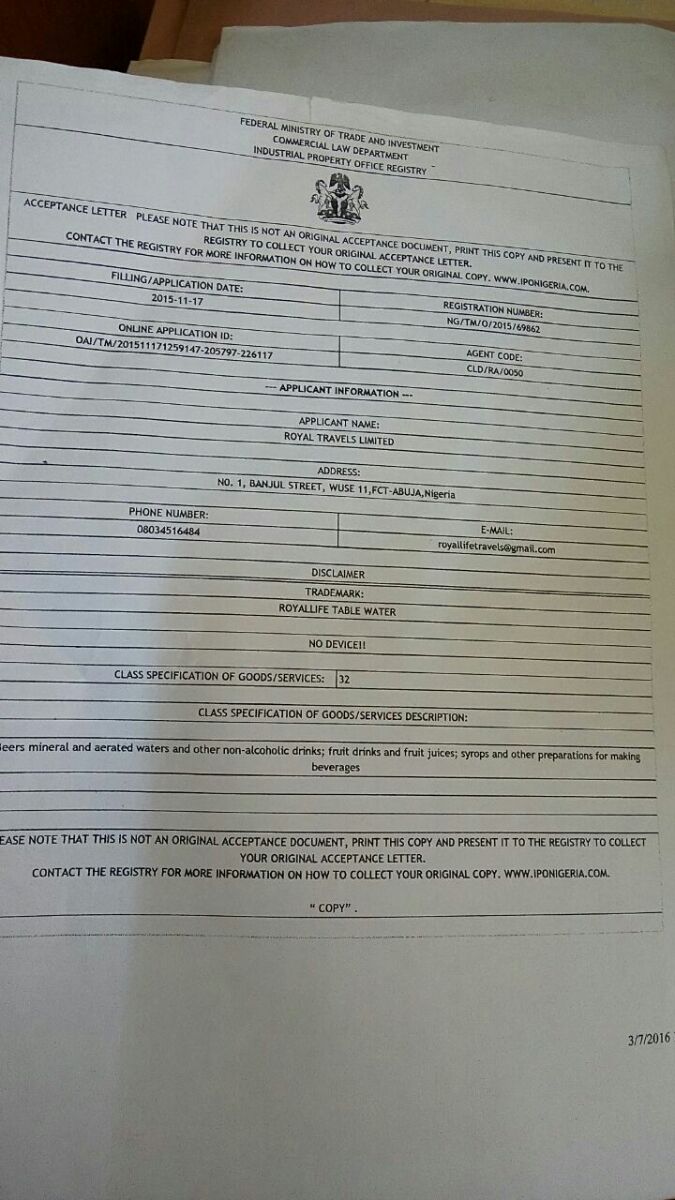 FEDERAL MINISTRY OF TRADE AND INVESTMENT
COMMERCIAL LAW DEPARTMENT
INDUSTRIAL PROPERTY OFFICE REGISTRY
ACCEPTANCE LETTER PLEASE NOTE THAT THIS IS NOT AN ORIGINAL ACCEPTANCE DOCUMENT, PRINT THIS COPY AND PRESENT IT TO THE
REGISTRY TO COLLECT YOUR ORIGINAL ACCEPTANCE LETTER.
CONTACT THE REGISTRY FOR MORE INFORMATION ON HOW TO COLLECT YOUR ORIGINAL COPY. WWW.IPONIGERIA.COM.
FILLING/APPLICATION DATE:
2015-11-17
REGISTRATION NUMBER:
NG/TM/O/2015/69862
ONLINE APPLICATION ID:
OAI/TM/201511171259147-205797-226117
AGENT CODE:
CLD/RA/0050
--- APPLICANT INFORMATION ---
APPLICANT NAME:
ROYAL TRAVELS LIMITED
ADDRESS:
NO. 1, BANJUL STREET, WUSE 11,FCT-ABUJA,Nigeria
PHONE NUMBER:
08034516484
E-MAIL:
royallifetravels@gmail.com
DISCLAIMER
TRADEMARK:
ROYALLIFE TABLE WATER
NO DEVICE!!
CLASS SPECIFICATION OF GOODS/SERVICES: 32
CLASS SPECIFICATION OF GOODS/SERVICES DESCRIPTION:
eers mineral and aerated waters and other non-alcoholic drinks; fruit drinks and fruit juices; syrops and other preparations for making
beverages
EASE NOTE THAT THIS IS NOT AN ORIGINAL ACCEPTANCE DOCUMENT, PRINT THIS COPY AND PRESENT IT TO THE REGISTRY TO COLLECT
YOUR ORIGINAL ACCEPTANCE LETTER.
CONTACT THE REGISTRY FOR MORE INFORMATION ON HOW TO COLLECT YOUR ORIGINAL COPY. WWW.IPONIGERIA.COM.
" COPY" .
3/7/2016